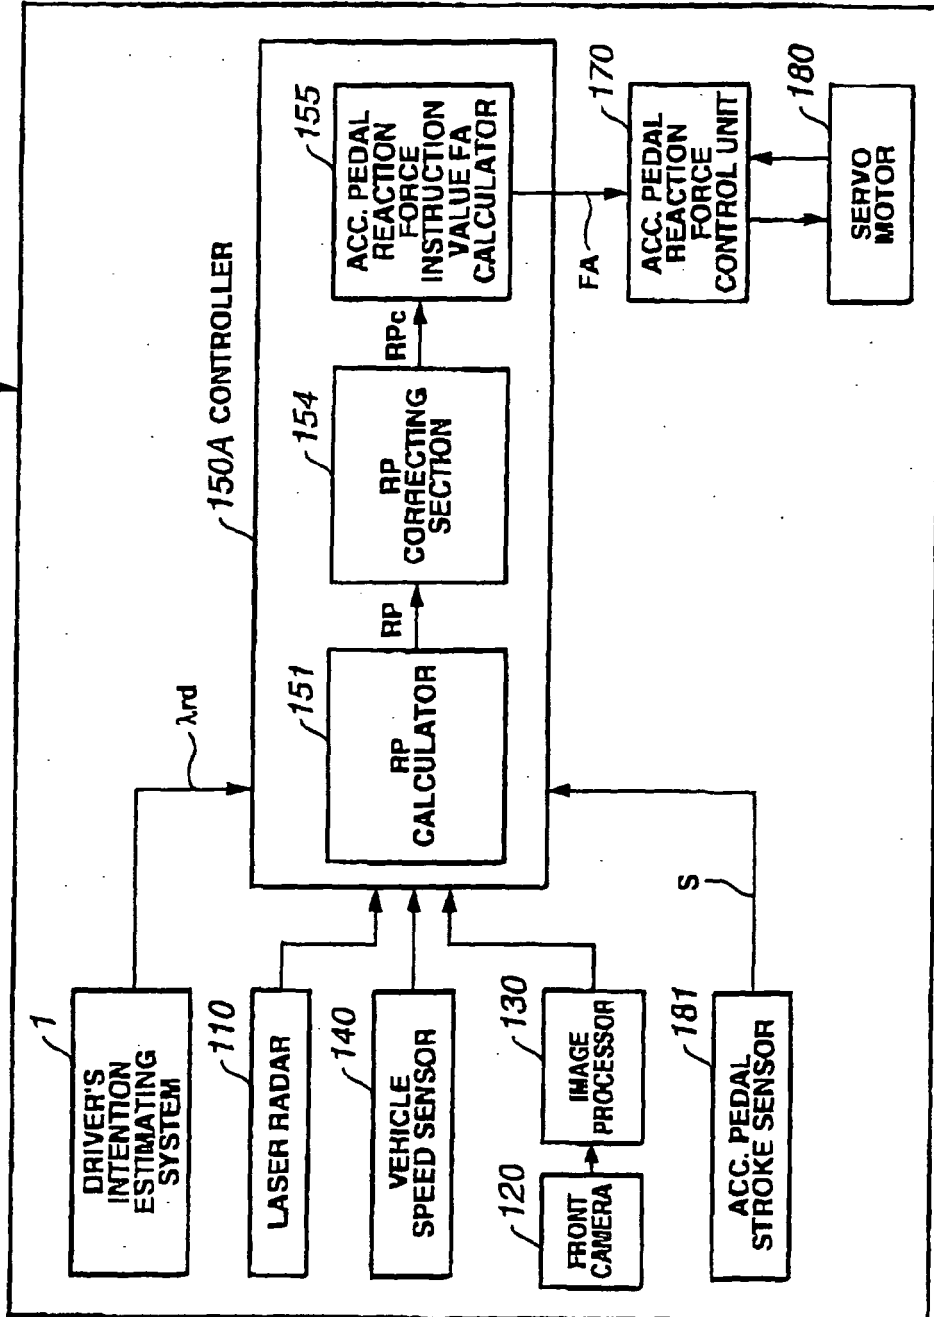 1
DRIVER'S
INTENTION
ESTIMATING
SYSTEM
λrd
110
LASER RADAR
140
VEHICLE
SPEED SENSOR
120
FRONT
CAMERA
130
IMAGE
PROCESSOR
181
ACC. PEDAL
STROKE SENSOR
S
150A CONTROLLER
151
RP
CALCULATOR
RP
154
RP
CORRECTING
SECTION
RPc
155
ACC. PEDAL
REACTION
FORCE
INSTRUCTION
VALUE FA
CALCULATOR
FA
170
ACC. PEDAL
REACTION
FORCE
CONTROL UNIT
180
SERVO
MOTOR